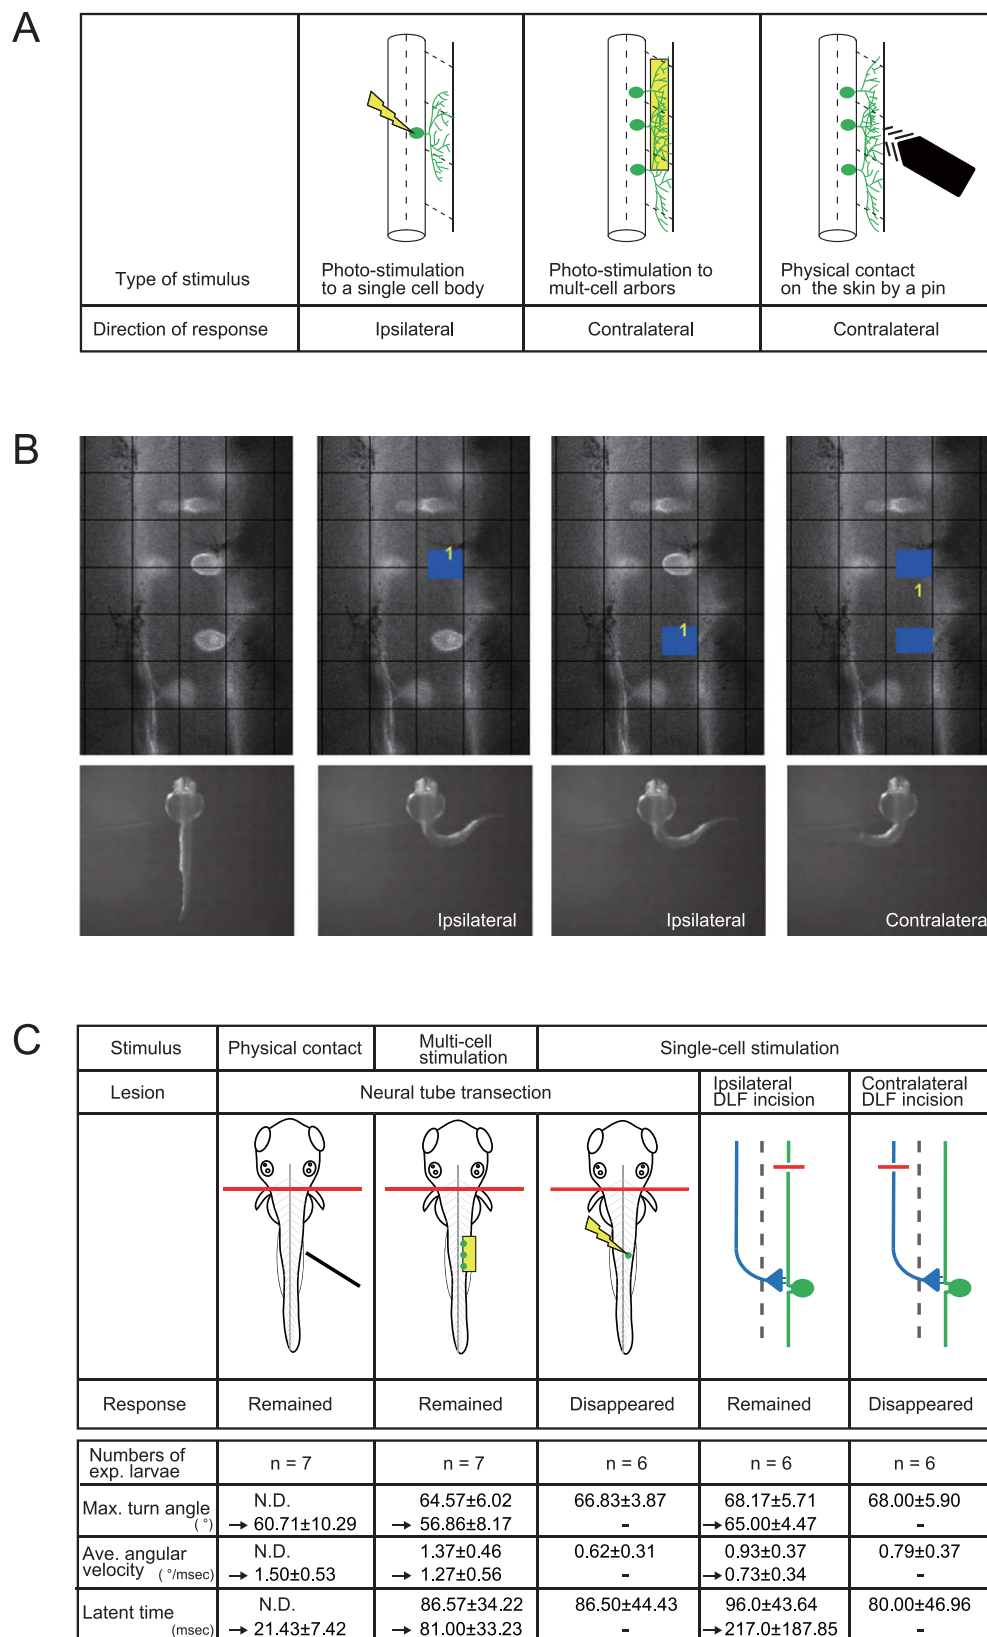 A
Type of stimulus
Photo-stimulation
to a single cell body
Photo-stimulation to
mult-cell arbors
Physical contact
on the skin by a pin
Direction of response
Ipsilateral
Contralateral
Contralateral
B
1
1
1
Ipsilateral
Ipsilateral
Contralatera
C
Stimulus
Physical contact
Multi-cell
stimulation
Single-cell stimulation
Lesion
Neural tube transection
Ipsilateral
DLF incision
Contralateral
DLF incision
Response
Remained
Remained
Disappeared
Remained
Disappeared
Numbers of
exp. larvae
n = 7
n = 7
n = 6
n = 6
n = 6
Max. turn angle
(°)
N.D.
→ 60.71±10.29
64.57±6.02
→ 56.86±8.17
66.83±3.87
-
68.17±5.71
→ 65.00±4.47
68.00±5.90
-
Ave. angular
velocity (°/msec)
N.D.
→ 1.50±0.53
1.37±0.46
→ 1.27±0.56
0.62±0.31
-
0.93±0.37
→ 0.73±0.34
0.79±0.37
-
Latent time
(msec)
N.D.
→ 21.43±7.42
86.57±34.22
→ 81.00±33.23
86.50±44.43
-
96.0±43.64
→ 217.0±187.85
80.00±46.96
-